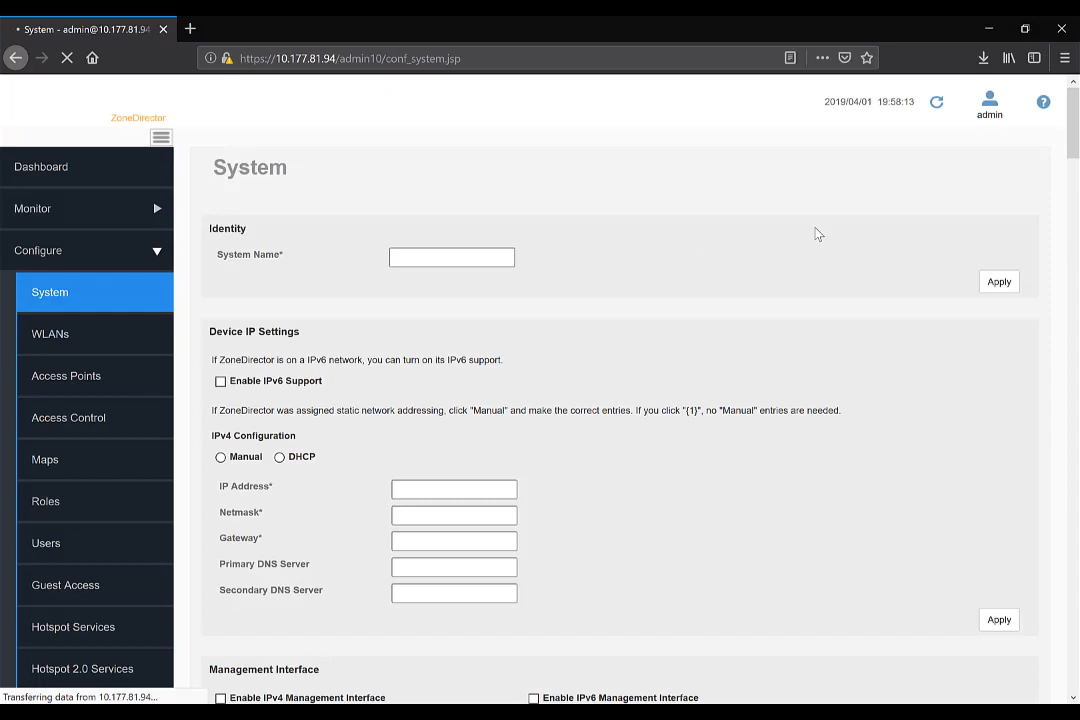 System - admin@10.177.81.94
https://10.177.81.94/admin10/conf_system.jsp
2019/04/01 19:58:13
admin
ZoneDirector
Dashboard
Monitor
Configure
System
WLANs
Access Points
Access Control
Maps
Roles
Users
Guest Access
Hotspot Services
Hotspot 2.0 Services
Transferring data from 10.177.81.94...
System
Identity
System Name*
Apply
Device IP Settings
If ZoneDirector is on a IPv6 network, you can turn on its IPv6 support.
Enable IPv6 Support
If ZoneDirector was assigned static network addressing, click "Manual" and make the correct entries. If you click "{1}", no "Manual" entries are needed.
IPv4 Configuration
Manual DHCP
IP Address*
Netmask*
Gateway*
Primary DNS Server
Secondary DNS Server
Apply
Management Interface
Enable IPv4 Management Interface Enable IPv6 Management Interface